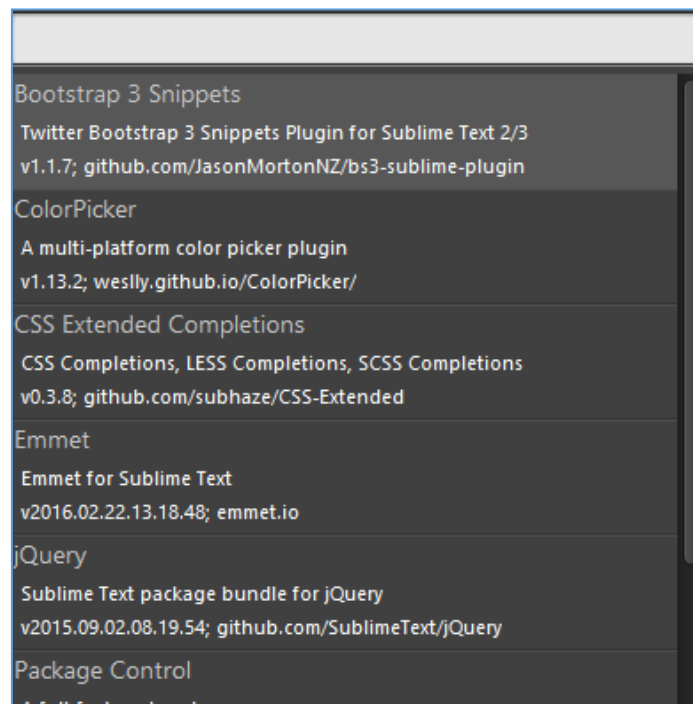 Bootstrap 3 Snippets
Twitter Bootstrap 3 Snippets Plugin for Sublime Text 2/3
v1.1.7; github.com/JasonMortonNZ/bs3-sublime-plugin
ColorPicker
A multi-platform color picker plugin
v1.13.2; weslly.github.io/ColorPicker/
CSS Extended Completions
CSS Completions, LESS Completions, SCSS Completions
v0.3.8; github.com/subhaze/CSS-Extended
Emmet
Emmet for Sublime Text
v2016.02.22.13.18.48; emmet.io
jQuery
Sublime Text package bundle for jQuery
v2015.09.02.08.19.54; github.com/SublimeText/jQuery
Package Control